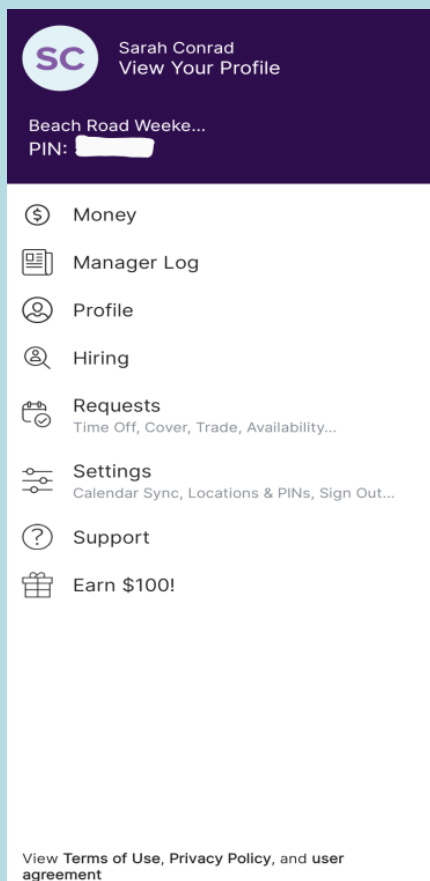 SC
Sarah Conrad
View Your Profile
Beach Road Weeke...
PIN:
Money
Manager Log
Profile
Hiring
Requests
Time Off, Cover, Trade, Availability...
Settings
Calendar Sync, Locations & PINs, Sign Out...
Support
Earn $100!
View Terms of Use, Privacy Policy, and user
agreement